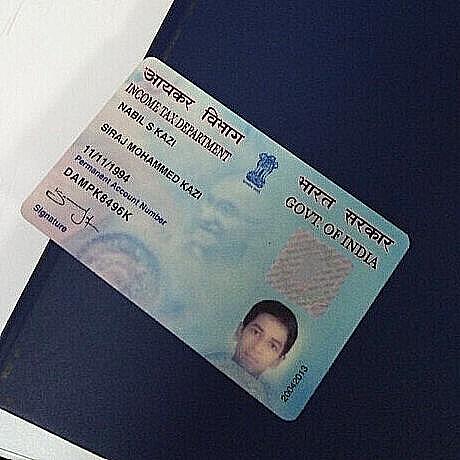 आयकर विभाग
INCOME TAX DEPARTMENT
भारत सरकार
GOVT. OF INDIA
NABIL S KAZI
SIRAJ MOHAMMED KAZI
11/11/1994
Permanent Account Number
DAMPK8496K
Signature
20042013